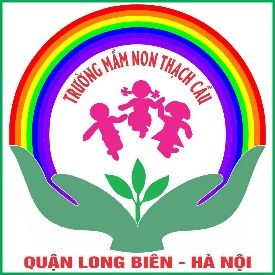 TRƯỜNG MẦM NON THẠCH CẦU
QUẬN LONG BIÊN - HÀ NỘI